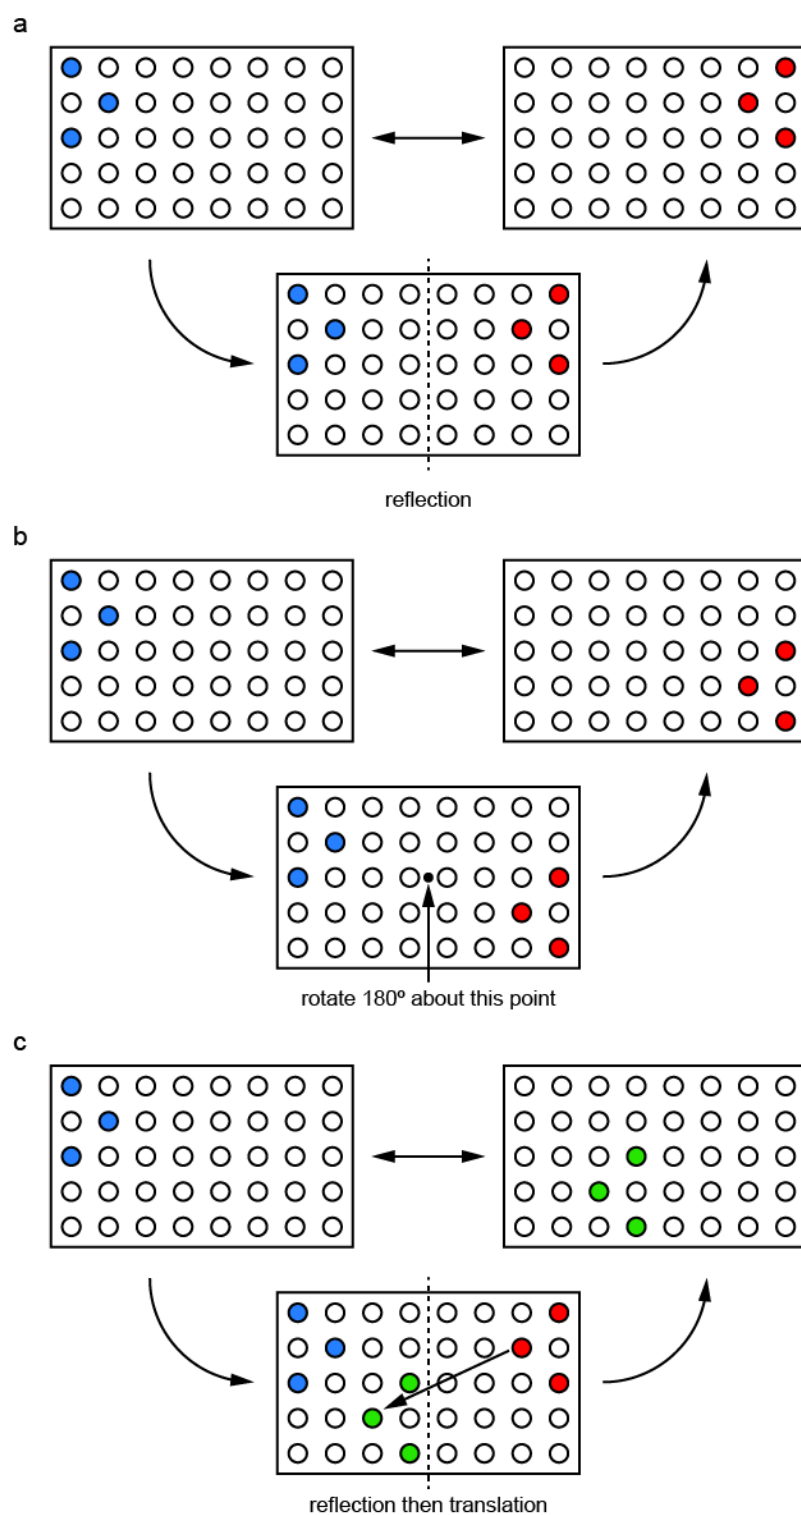 a
reflection
b
rotate 180º about this point
c
reflection then translation